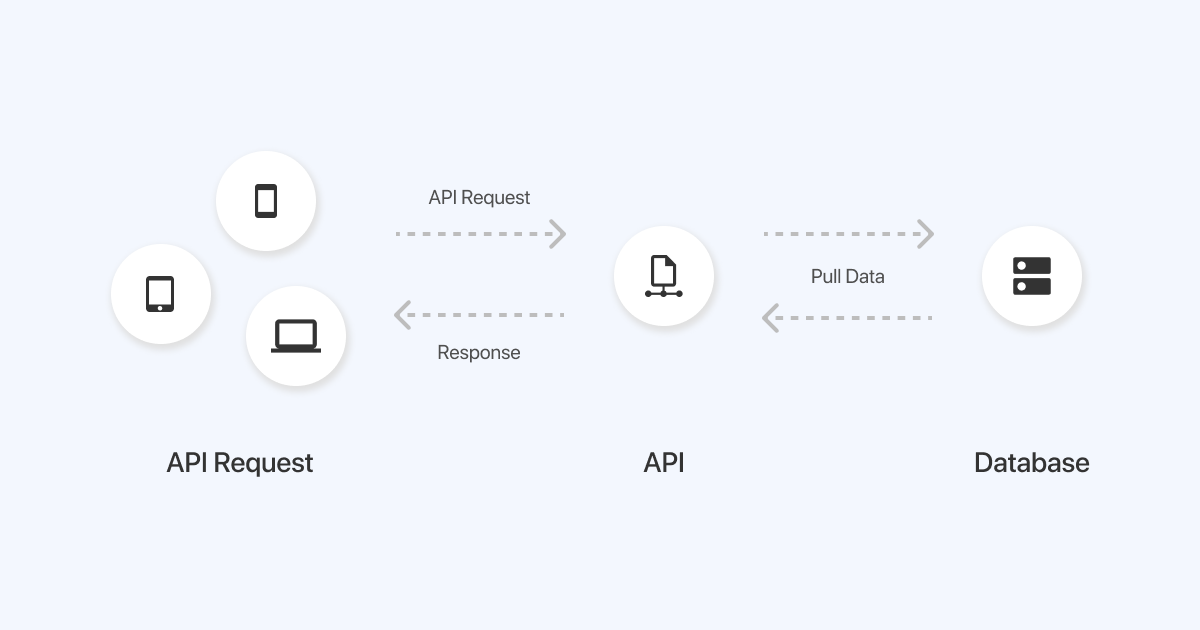 API Request
Pull Data
Response
API Request
API
Database